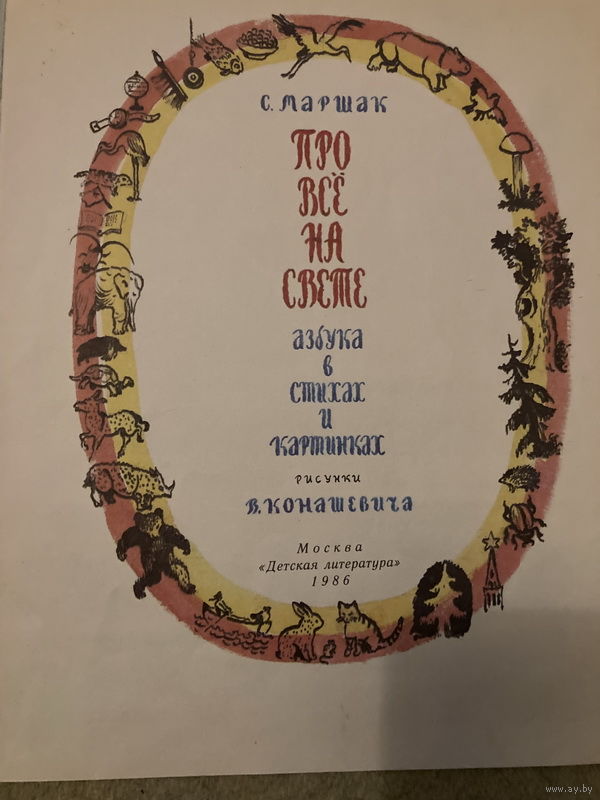 С. МАРШАК
ПРО
ВСЁ
НА
СВЕТЕ
АЗБУКА
В
СТИХАХ
И
КАРТИНКАХ
РИСУНКИ
В. КОНАШЕВИЧА
Москва
«Детская литература»
1986
www.ay.by